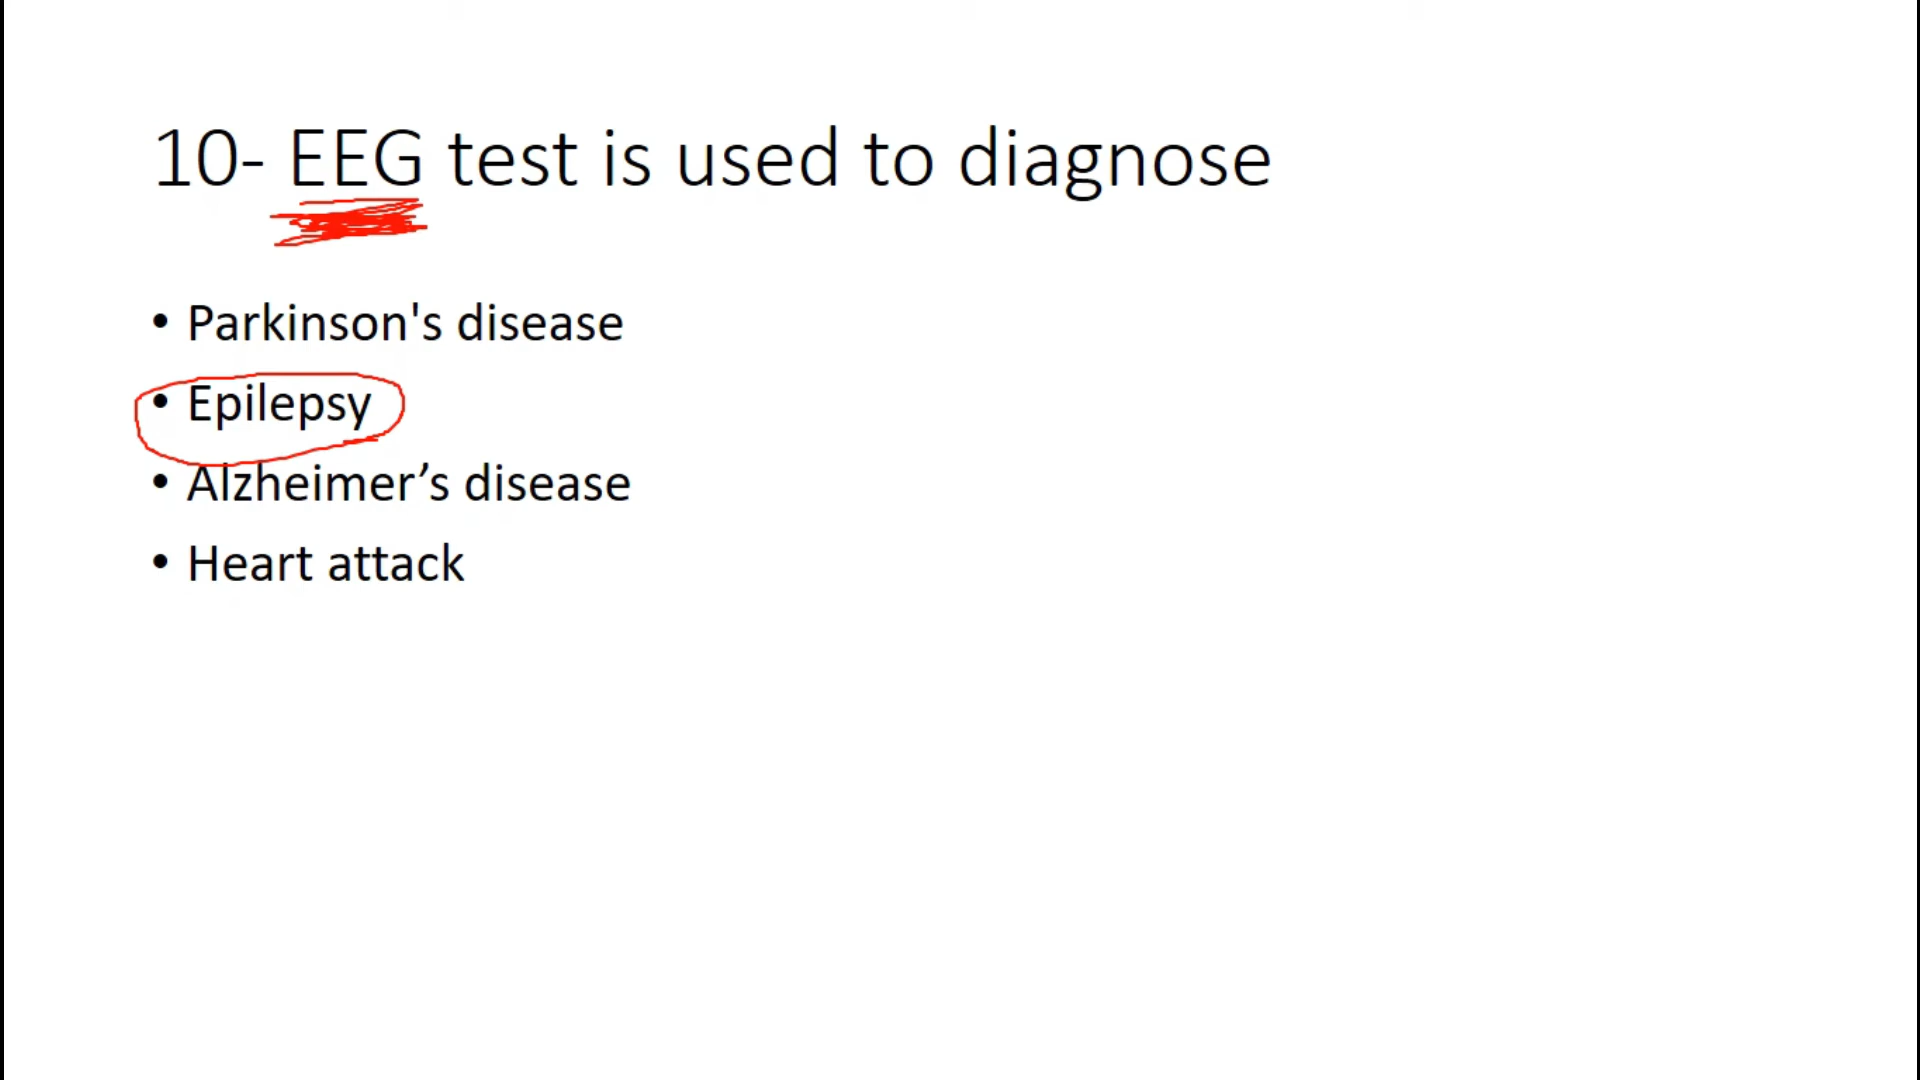 10- EEG test is used to diagnose
• Parkinson's disease
• Epilepsy
• Alzheimer’s disease
• Heart attack